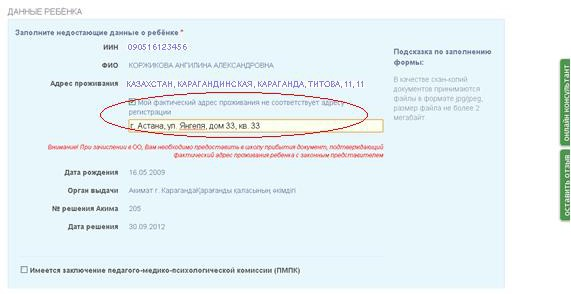 ДАННЫЕ РЕБЁНКА
Заполните недостающие данные о ребёнке *
ИИН 090516123456
ФИО КОРЖИКОВА АНГИЛИНА АЛЕКСАНДРОВНА
Адрес проживания КАЗАХСТАН, КАРАГАНДИНСКАЯ, КАРАГАНДА, ТИТОВА, 11, 11
Мой фактический адрес проживания не соответствует адресу
регистрации
г. Астана, ул. Янгеля, дом 33, кв. 33
Внимание! При зачислении в ОО, Вам необходимо предоставить в школу прибытия документ, подтверждающий
фактический адрес проживания ребенка с законным представителем
Дата рождения 16.05.2009
Орган выдачи Акимат г. КарагандаҚарағанды қаласының әкімдігі
№ решения Акима 205
Дата решения 30.09.2012
Имеется заключение педагого-медико-психологической комиссии (ПМПК)
Подсказка по заполнению
формы:
В качестве скан-копий
документов принимаются
файлы в формате jpg/jpeg,
размер файла не более 2
мегабайт.
онлайн консультант
оставить отзыв